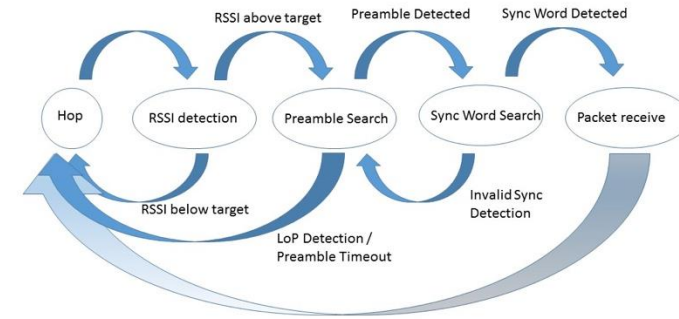 RSSI above target
Preamble Detected
Sync Word Detected
Hop
RSSI detection
Preamble Search
Sync Word Search
Packet receive
RSSI below target
Invalid Sync
Detection
LoP Detection /
Preamble Timeout